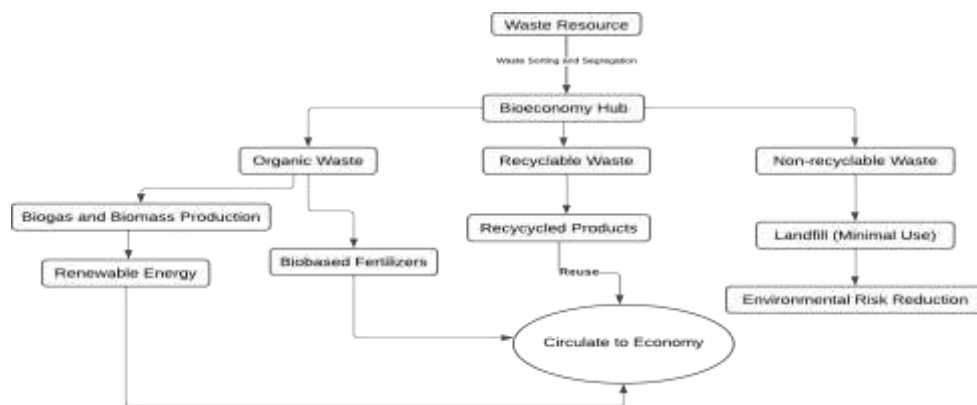 Waste Resource
Waste Sorting and Segregation
Bioeconomy Hub
Organic Waste
Recyclable Waste
Non-recyclable Waste
Biogas and Biomass Production
Recycycled Products
Landfill (Minimal Use)
Renewable Energy
Biobased Fertilizers
Reuse
Environmental Risk Reduction
Circulate to Economy